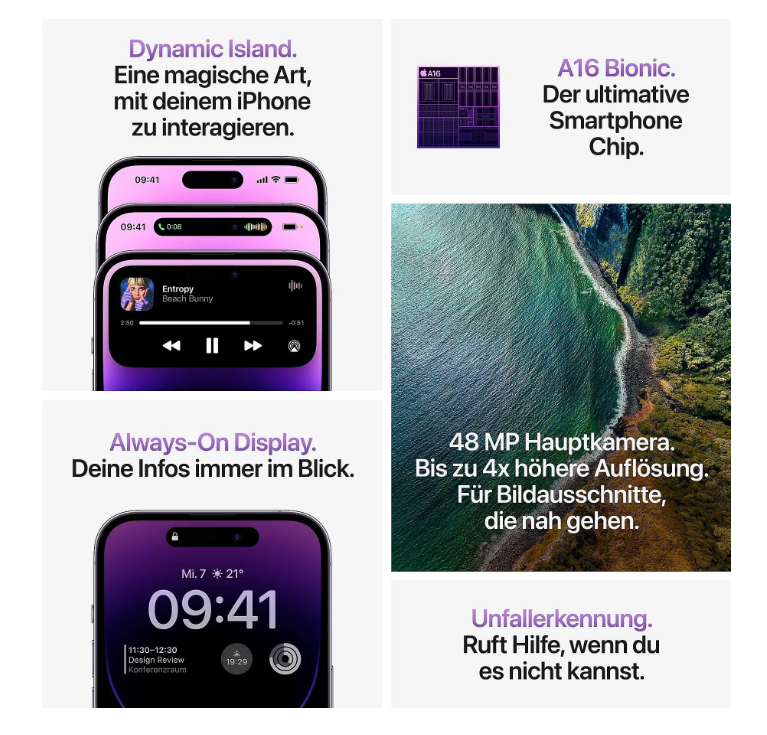 Dynamic Island.
Eine magische Art,
mit deinem iPhone
zu interagieren.
09:41
09:41 0:08
Entropy
Beach Bunny
2:50 -0:51
A16
A16 Bionic.
Der ultimative
Smartphone
Chip.
48 MP Hauptkamera.
Bis zu 4x höhere Auflösung.
Für Bildausschnitte,
die nah gehen.
Always-On Display.
Deine Infos immer im Blick.
Mi. 7 21°
09:41
11:30–12:30
Design Review
Konferenzraum
19:29
Unfallerkennung.
Ruft Hilfe, wenn du
es nicht kannst.